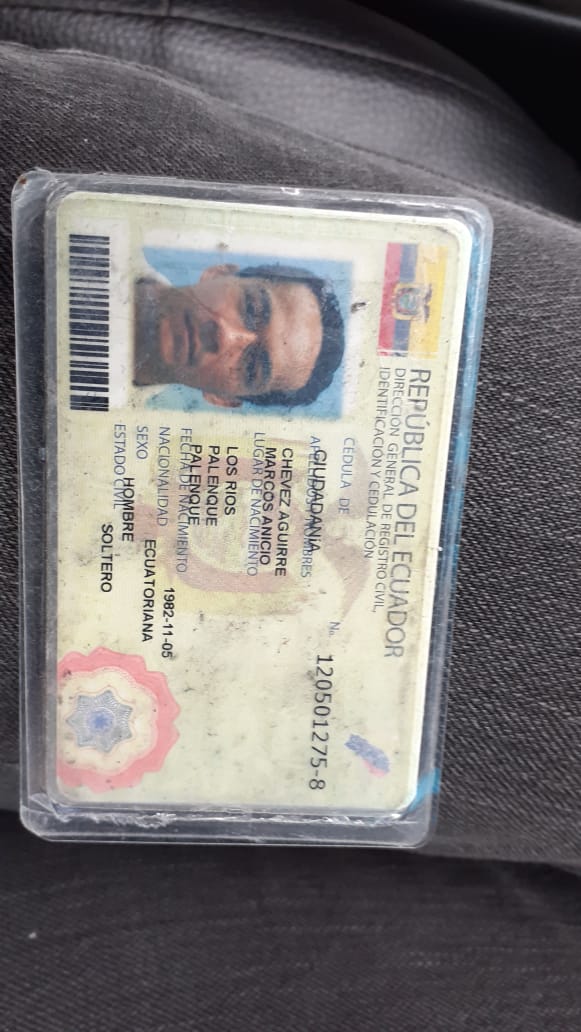 REPÚBLICA DEL ECUADOR
DIRECCIÓN GENERAL DE REGISTRO CIVIL,
IDENTIFICACIÓN Y CEDULACIÓN
CÉDULA DE
CIUDADANIA
No. 120501275-8
APELLIDOS Y NOMBRES
CHEVEZ AGUIRRE
MARCOS ANICIO
LUGAR DE NACIMIENTO
LOS RIOS
PALENQUE
PALENQUE
FECHA DE NACIMIENTO 1982-11-05
NACIONALIDAD ECUATORIANA
SEXO HOMBRE
ESTADO CIVIL SOLTERO